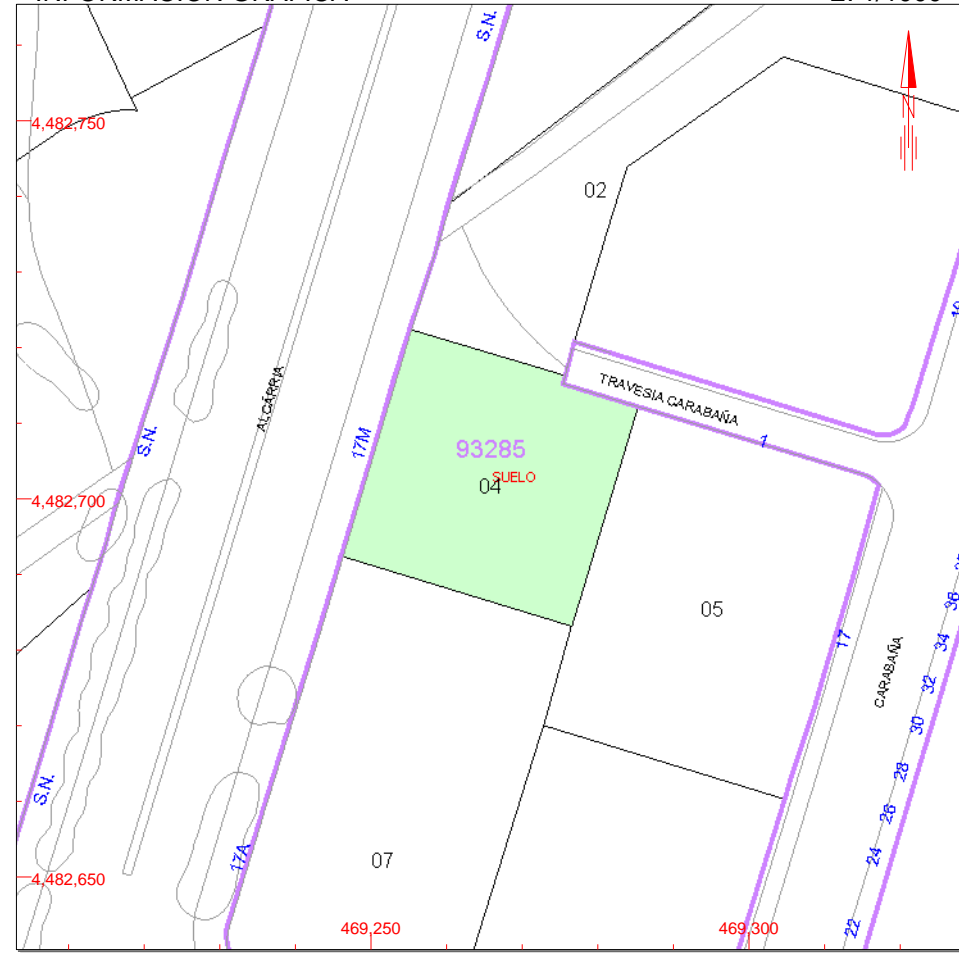 S.N.
4,482,750
N
02
TRAVESIA CARABAÑA
1
ALCARRIA
17M
S.N.
93285
SUELO
04
4,482,700
05
36
34
17
CARABAÑA
32
30
28
S.N.
26
24
17A
07
4,482,650
469,250
469,300
22